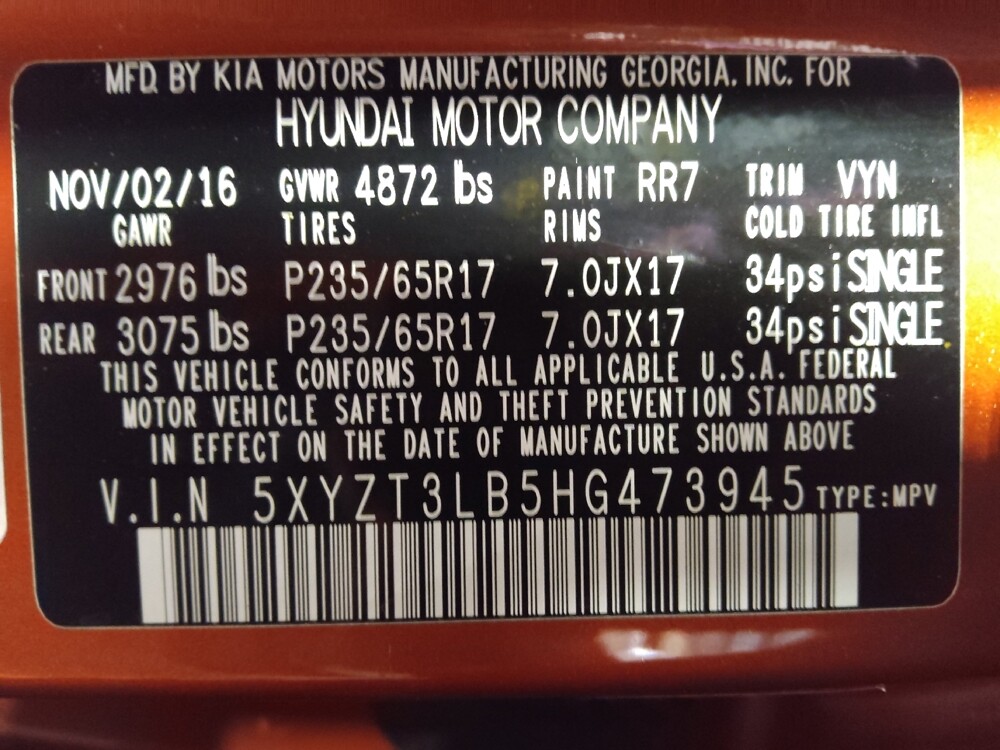 MFD BY KIA MOTORS MANUFACTURING GEORGIA, INC. FOR
HYUNDAI MOTOR COMPANY
NOV/02/16 GVWR 4872 lbs PAINT RR7 TRIM VYN
GAWR TIRES RIMS COLD TIRE INFL
FRONT 2976 lbs P235/65R17 7.0JX17 34psi SINGLE
REAR 3075 lbs P235/65R17 7.0JX17 34psi SINGLE
THIS VEHICLE CONFORMS TO ALL APPLICABLE U.S.A. FEDERAL
MOTOR VEHICLE SAFETY AND THEFT PREVENTION STANDARDS
IN EFFECT ON THE DATE OF MANUFACTURE SHOWN ABOVE
V.I.N 5XYZT3LB5HG473945 TYPE:MPV